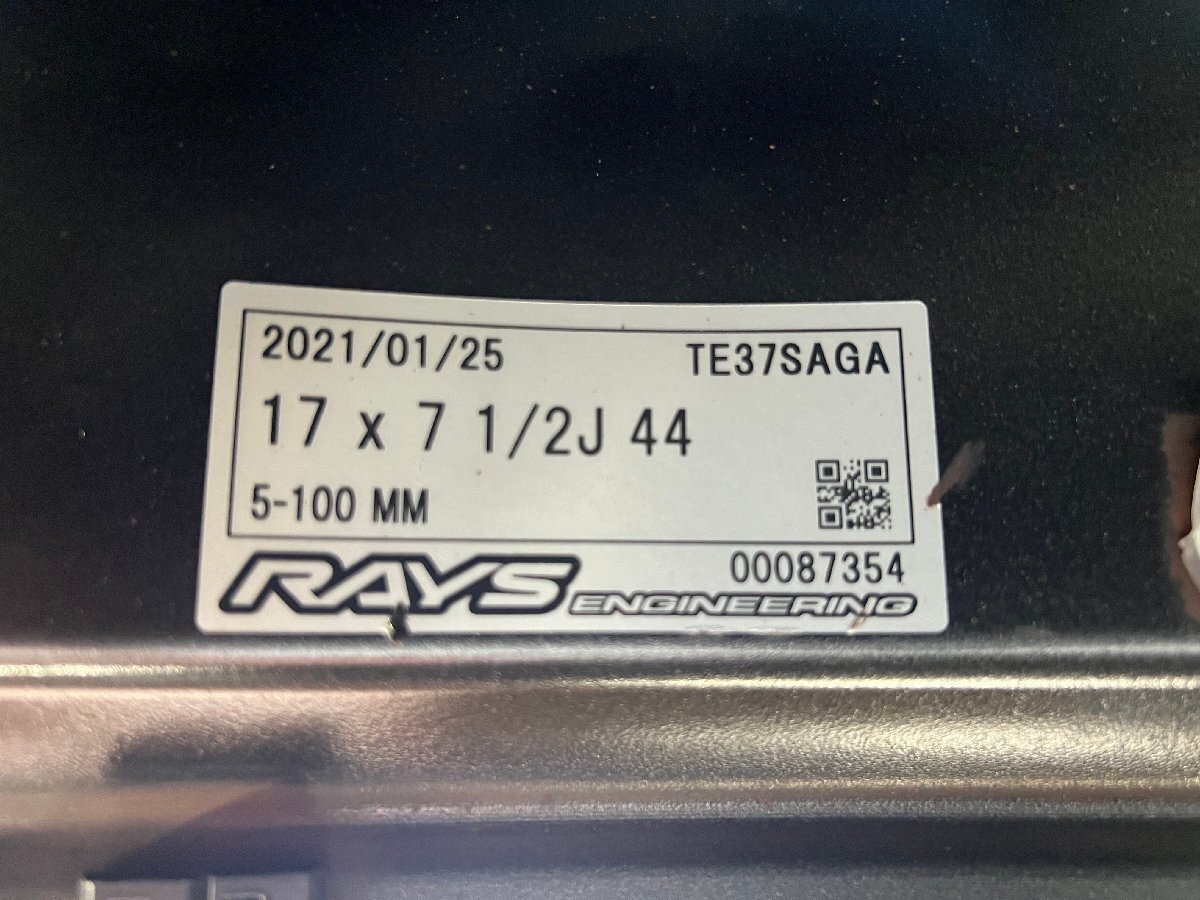 2021/01/25 TE37SAGA
17 x 7 1/2J 44
5-100 MM
00087354
RAYS ENGINEERING